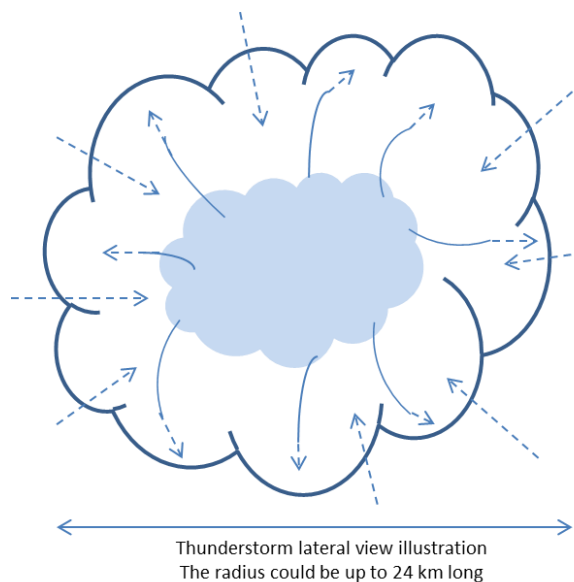 Thunderstorm lateral view illustration
The radius could be up to 24 km long